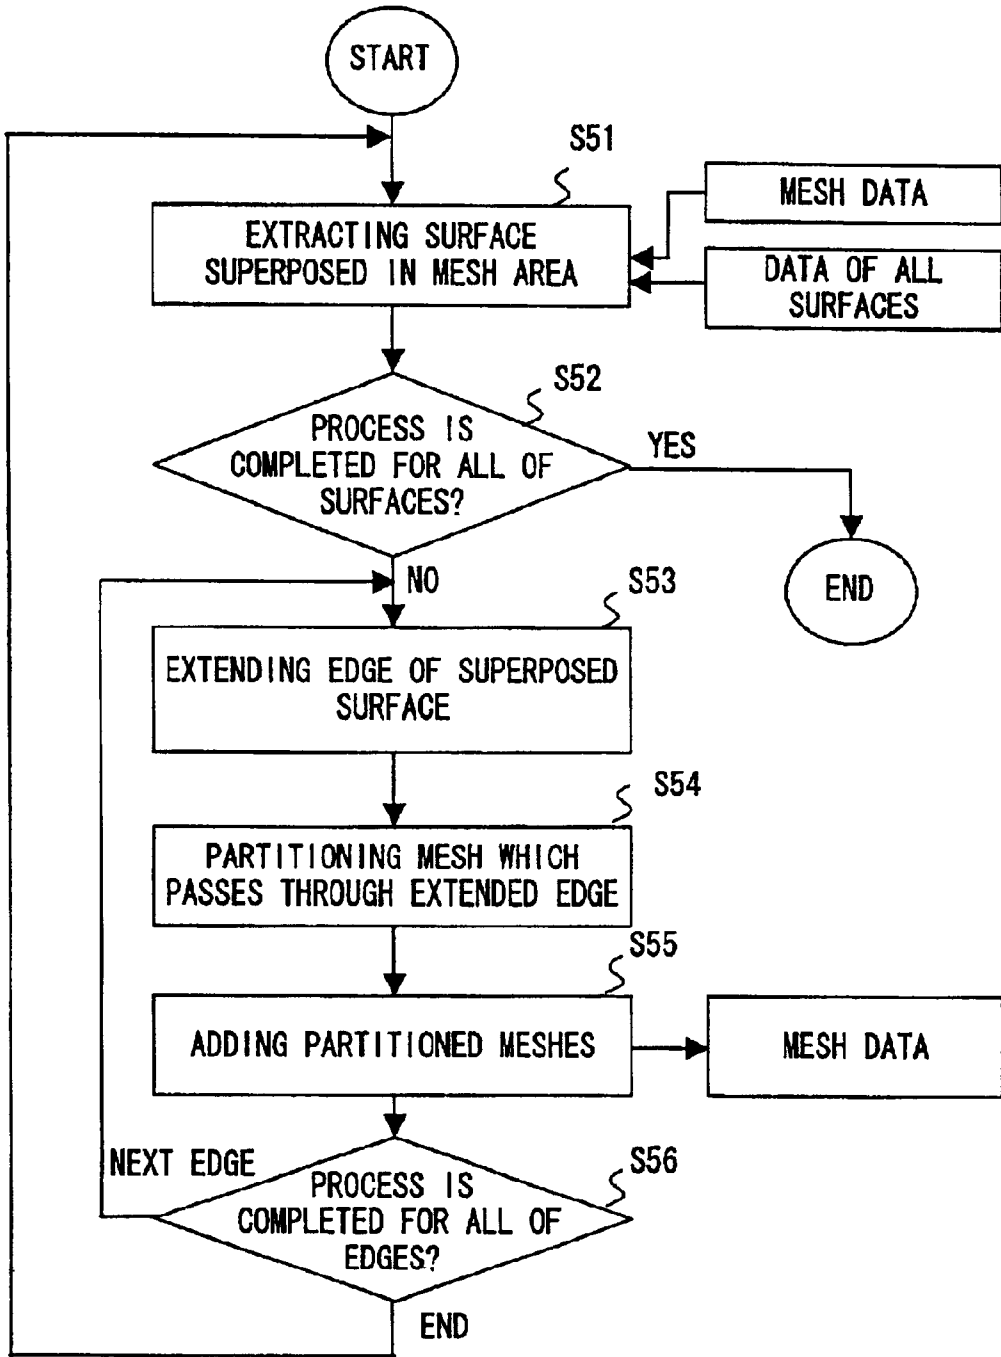 START
S51
EXTRACTING SURFACE
SUPERPOSED IN MESH AREA
MESH DATA
DATA OF ALL
SURFACES
S52
PROCESS IS
COMPLETED FOR ALL OF
SURFACES?
YES
END
NO
S53
EXTENDING EDGE OF SUPERPOSED
SURFACE
S54
PARTITIONING MESH WHICH
PASSES THROUGH EXTENDED EDGE
S55
ADDING PARTITIONED MESHES
MESH DATA
S56
NEXT EDGE
PROCESS IS
COMPLETED FOR ALL OF
EDGES?
END